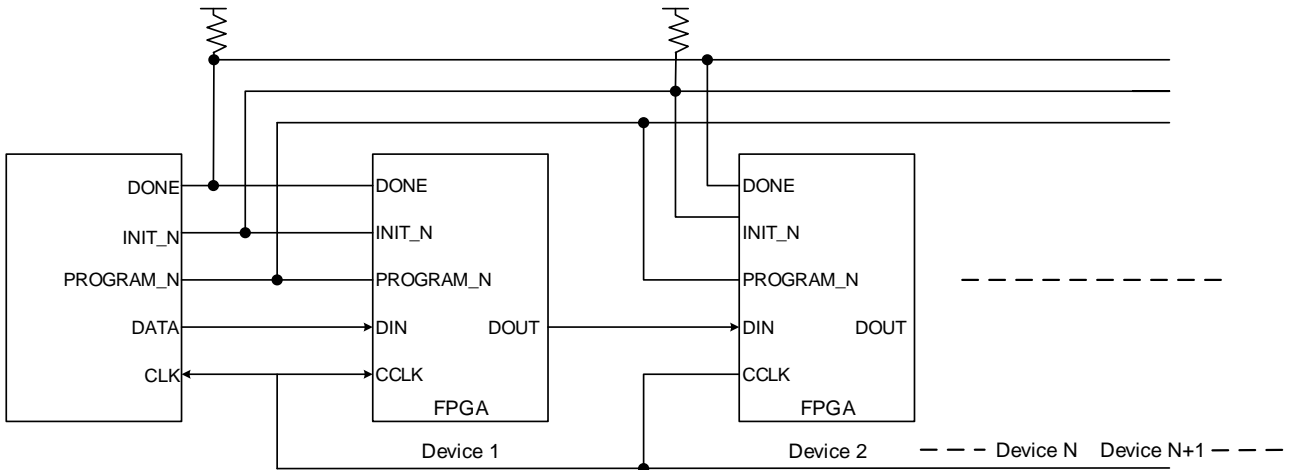 DONE DONE DONE
INIT_N INIT_N INIT_N
PROGRAM_N PROGRAM_N PROGRAM_N
DATA DIN DOUT DIN DOUT
CLK CCLK CCLK
FPGA FPGA
Device 1 Device 2 Device N Device N+1